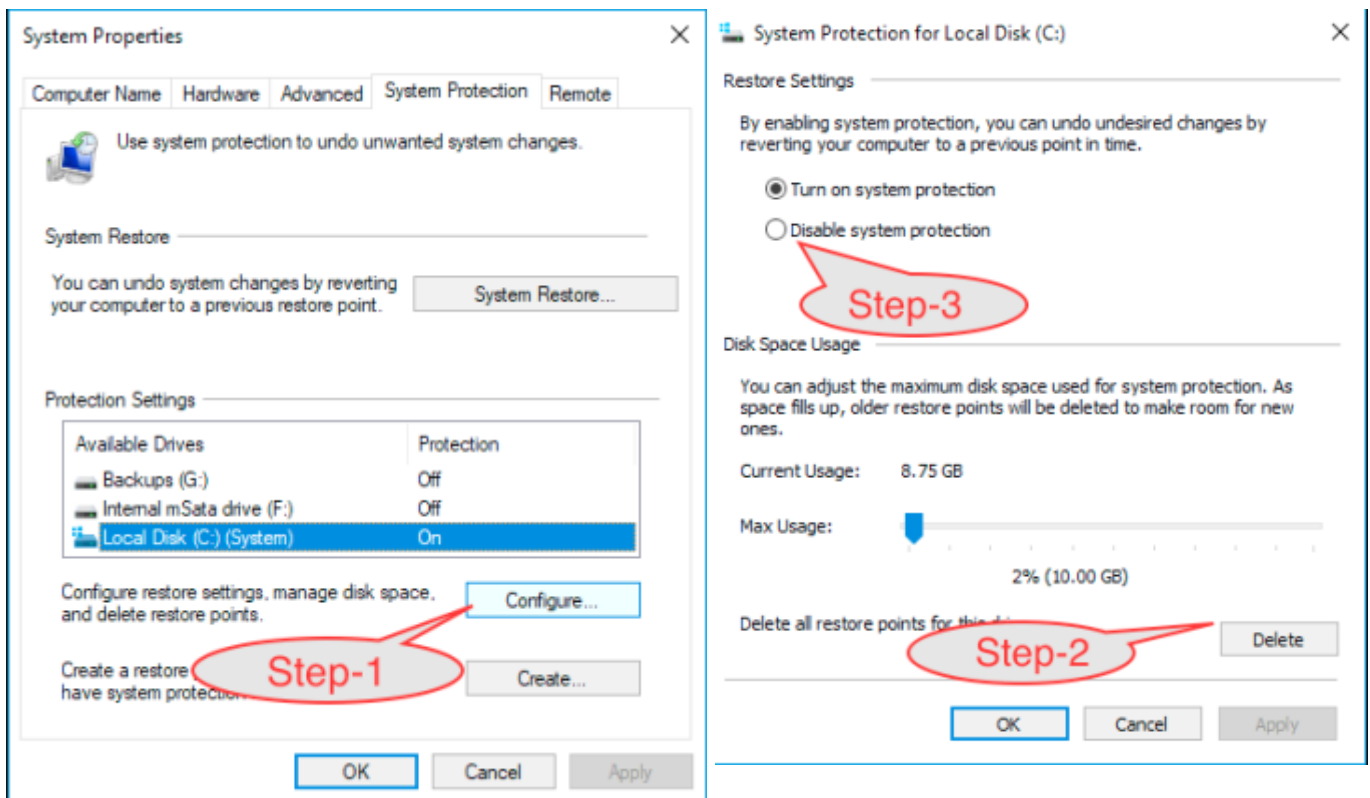 System Properties
Computer Name Hardware Advanced System Protection Remote
Use system protection to undo unwanted system changes.
System Restore
You can undo system changes by reverting
your computer to a previous restore point.
System Restore...
Protection Settings
Available Drives Protection
Backups (G:) Off
Internal mSata drive (F:) Off
Local Disk (C:) (System) On
Configure restore settings, manage disk space,
and delete restore points.
Configure...
Step-1
Create a restore
have system
Create...
OK Cancel Apply
System Protection for Local Disk (C:)
Restore Settings
By enabling system protection, you can undo undesired changes by
reverting your computer to a previous point in time.
Turn on system protection
Disable system protection
Step-3
Disk Space Usage
You can adjust the maximum disk space used for system protection. As
space fills up, older restore points will be deleted to make room for new
ones.
Current Usage: 8.75 GB
Max Usage:
2% (10.00 GB)
Delete all restore points for this
Step-2
Delete
OK Cancel Apply